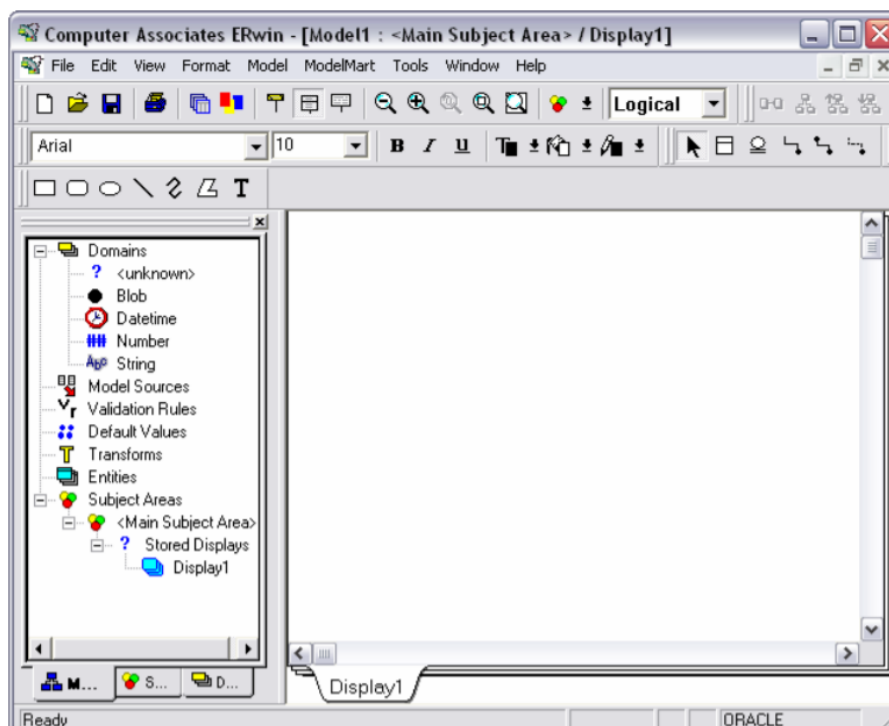 Computer Associates ERwin - [Model1 : <Main Subject Area> / Display1]
File Edit View Format Model ModelMart Tools Window Help
Logical
Arial 10 B I U T
T
Domains
? <unknown>
Blob
Datetime
Number
Abc String
Model Sources
Validation Rules
Default Values
T Transforms
Entities
Subject Areas
<Main Subject Area>
? Stored Displays
Display1
M... S... D...
Display1
Ready ORACLE